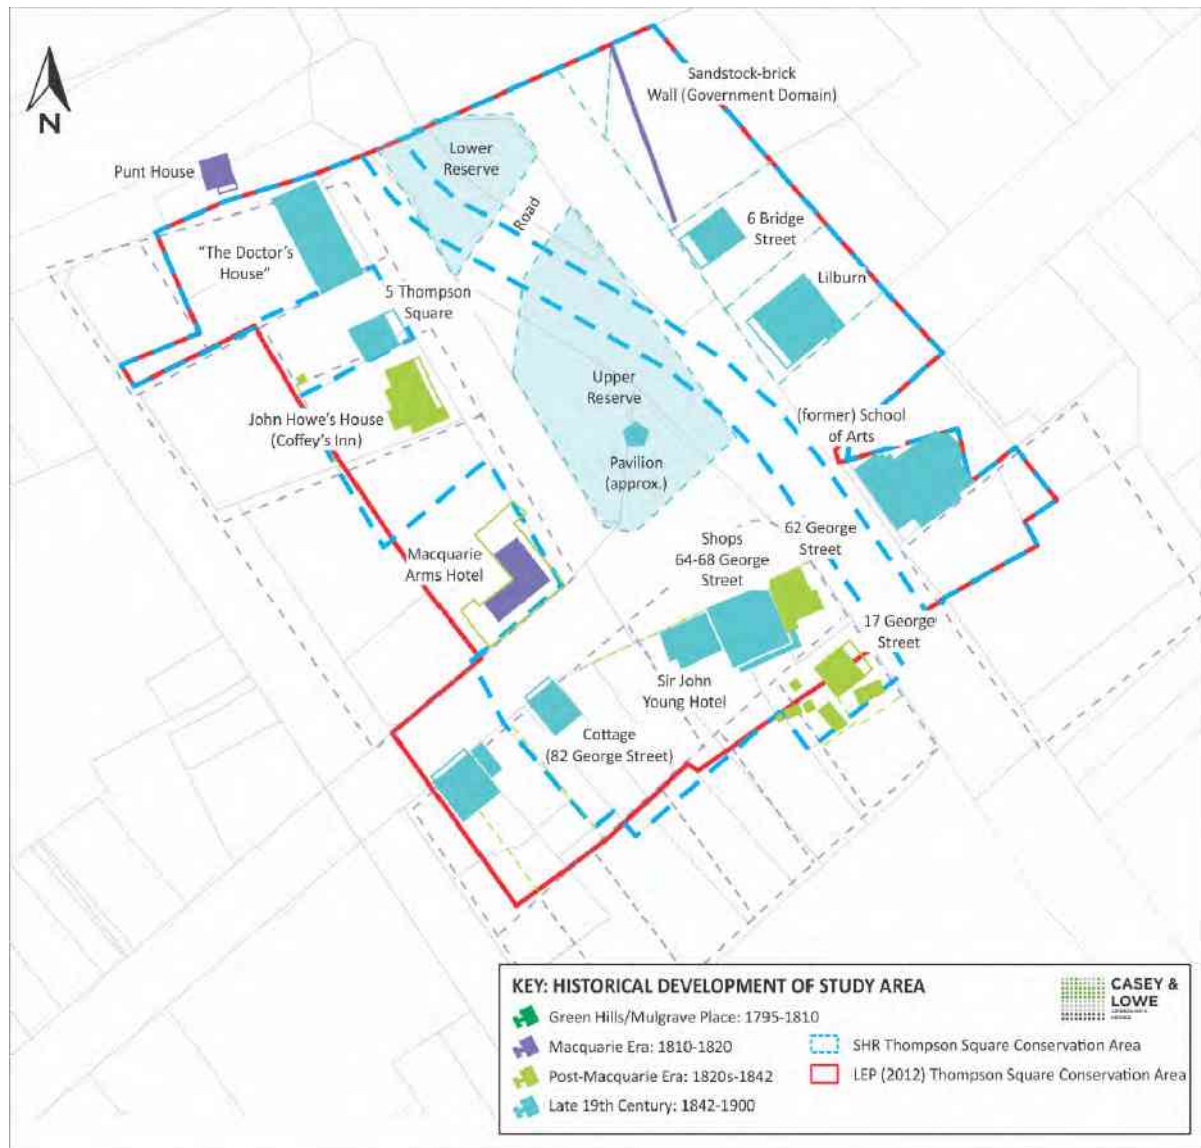 N
Sandstock-brick
Wall (Government Domain)
Lower
Reserve
Punt House
Road
6 Bridge
Street
"The Doctor's
House"
Lilburn
5 Thompson
Square
Upper
Reserve
(former) School
of Arts
John Howe's House
(Coffey's Inn)
Pavilion
(approx.)
62 George
Street
Shops
64-68 George
Street
Macquarie
Arms Hotel
17 George
Street
Sir John
Young Hotel
Cottage
(82 George Street)
KEY: HISTORICAL DEVELOPMENT OF STUDY AREA
Green Hills/Mulgrave Place: 1795-1810
Macquarie Era: 1810-1820
Post-Macquarie Era: 1820s-1842
Late 19th Century: 1842-1900
SHR Thompson Square Conservation Area
LEP (2012) Thompson Square Conservation Area
CASEY &
LOWE